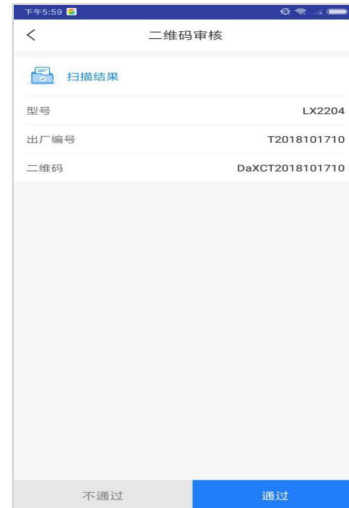 下午5:59
二维码审核
扫描结果
型号 LX2204
出厂编号 T2018101710
二维码 DaXCT2018101710
不通过 通过